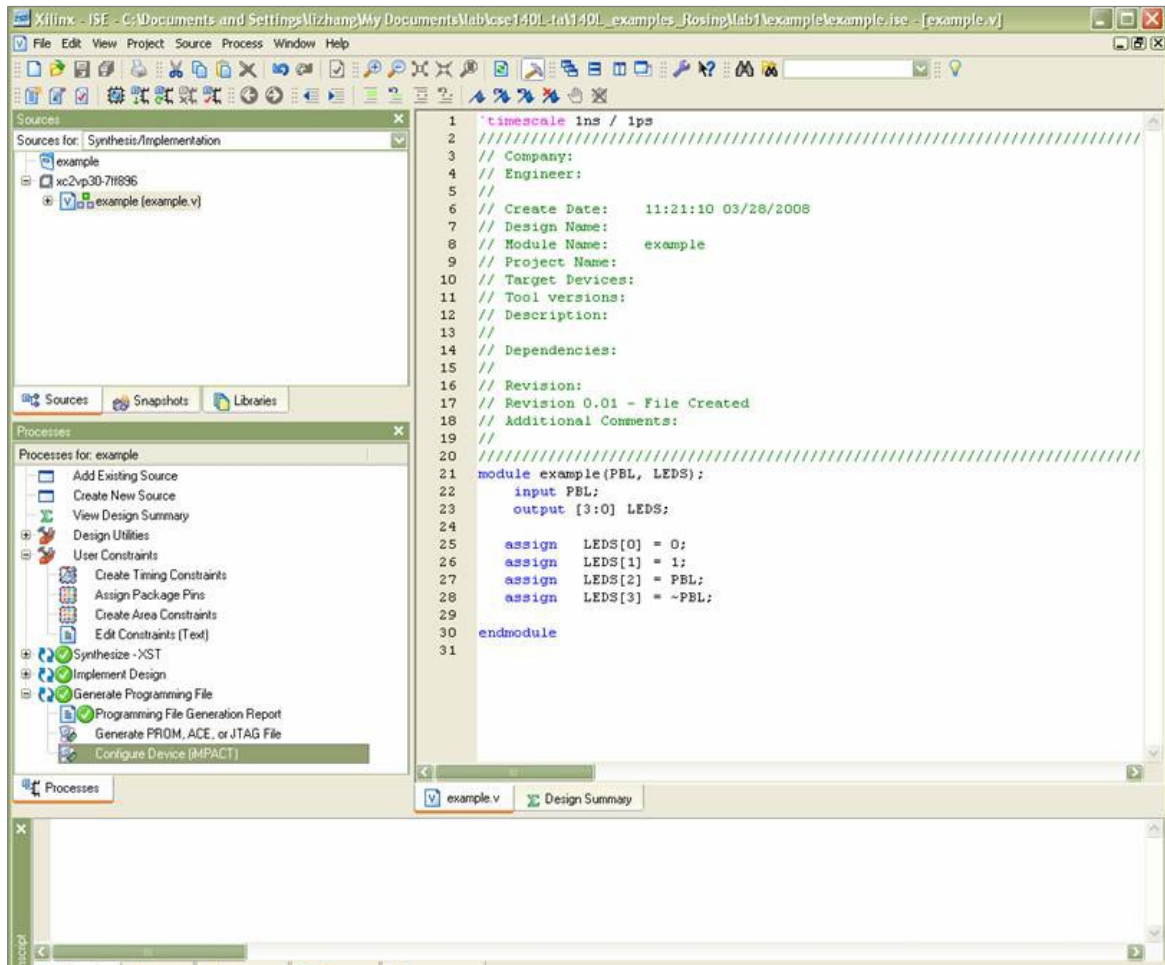 Xilinx - ISE - C:\Documents and Settings\lizhang\My Documents\lab\cse140L-ta\140L_examples_Rosing\lab1\example\example.ise - [example.v]
File Edit View Project Source Process Window Help
Sources
Sources for: Synthesis/Implementation
example
xc2vp30-7ff896
example (example.v)
Sources Snapshots Libraries
Processes
Processes for: example
Add Existing Source
Create New Source
View Design Summary
Design Utilities
User Constraints
Create Timing Constraints
Assign Package Pins
Create Area Constraints
Edit Constraints (Text)
Synthesize - XST
Implement Design
Generate Programming File
Programming File Generation Report
Generate PROM, ACE, or JTAG File
Configure Device (iMPACT)
Processes
1 `timescale 1ns / 1ps
2 //////////////////////////////////////////////////////////////////////////////
3 // Company:
4 // Engineer:
5 //
6 // Create Date:    11:21:10 03/28/2008
7 // Design Name:
8 // Module Name:    example
9 // Project Name:
10 // Target Devices:
11 // Tool versions:
12 // Description:
13 //
14 // Dependencies:
15 //
16 // Revision:
17 // Revision 0.01 - File Created
18 // Additional Comments:
19 //
20 //////////////////////////////////////////////////////////////////////////////
21 module example(PBL, LEDS);
22     input PBL;
23     output [3:0] LEDS;
24
25    assign   LEDS[0] = 0;
26    assign   LEDS[1] = 1;
27    assign   LEDS[2] = PBL;
28    assign   LEDS[3] = ~PBL;
29
30 endmodule
31
example.v Design Summary